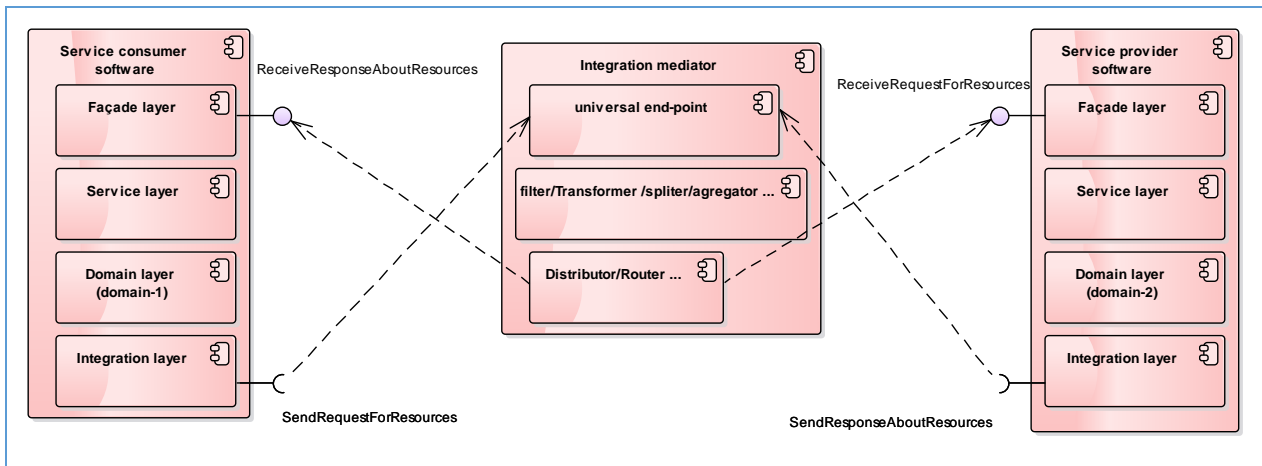 Service consumer
software
Façade layer
Service layer
Domain layer
(domain-1)
Integration layer
ReceiveResponseAboutResources
SendRequestForResources
Integration mediator
universal end-point
filter/Transformer /spliter/agregator ...
Distributor/Router ...
ReceiveRequestForResources
SendResponseAboutResources
Service provider
software
Façade layer
Service layer
Domain layer
(domain-2)
Integration layer